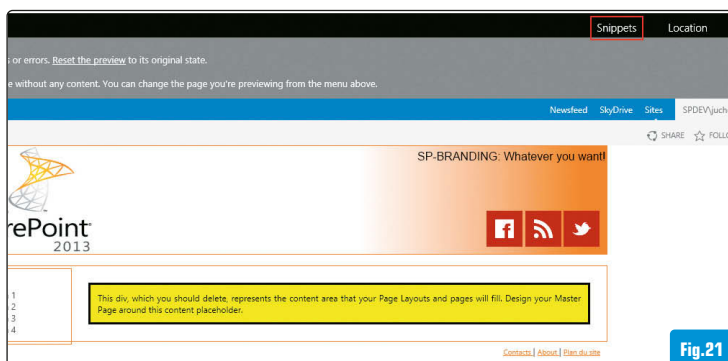 Snippets Location
s or errors. Reset the preview to its original state.
e without any content. You can change the page you're previewing from the menu above.
Newsfeed SkyDrive Sites SPDEV\juch
SHARE FOLLO
SP-BRANDING: Whatever you want!
rePoint
2013
1
2
3
4
This div, which you should delete, represents the content area that your Page Layouts and pages will fill. Design your Master
Page around this content placeholder.
Contacts | About | Plan du site
Fig.21